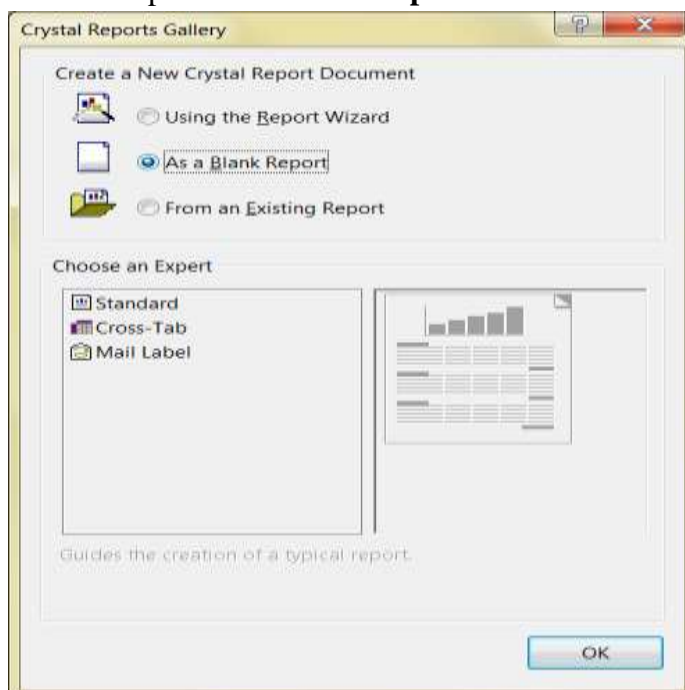 Crystal Reports Gallery
Create a New Crystal Report Document
Using the Report Wizard
As a Blank Report
From an Existing Report
Choose an Expert
Standard
Cross-Tab
Mail Label
Guides the creation of a typical report.
OK